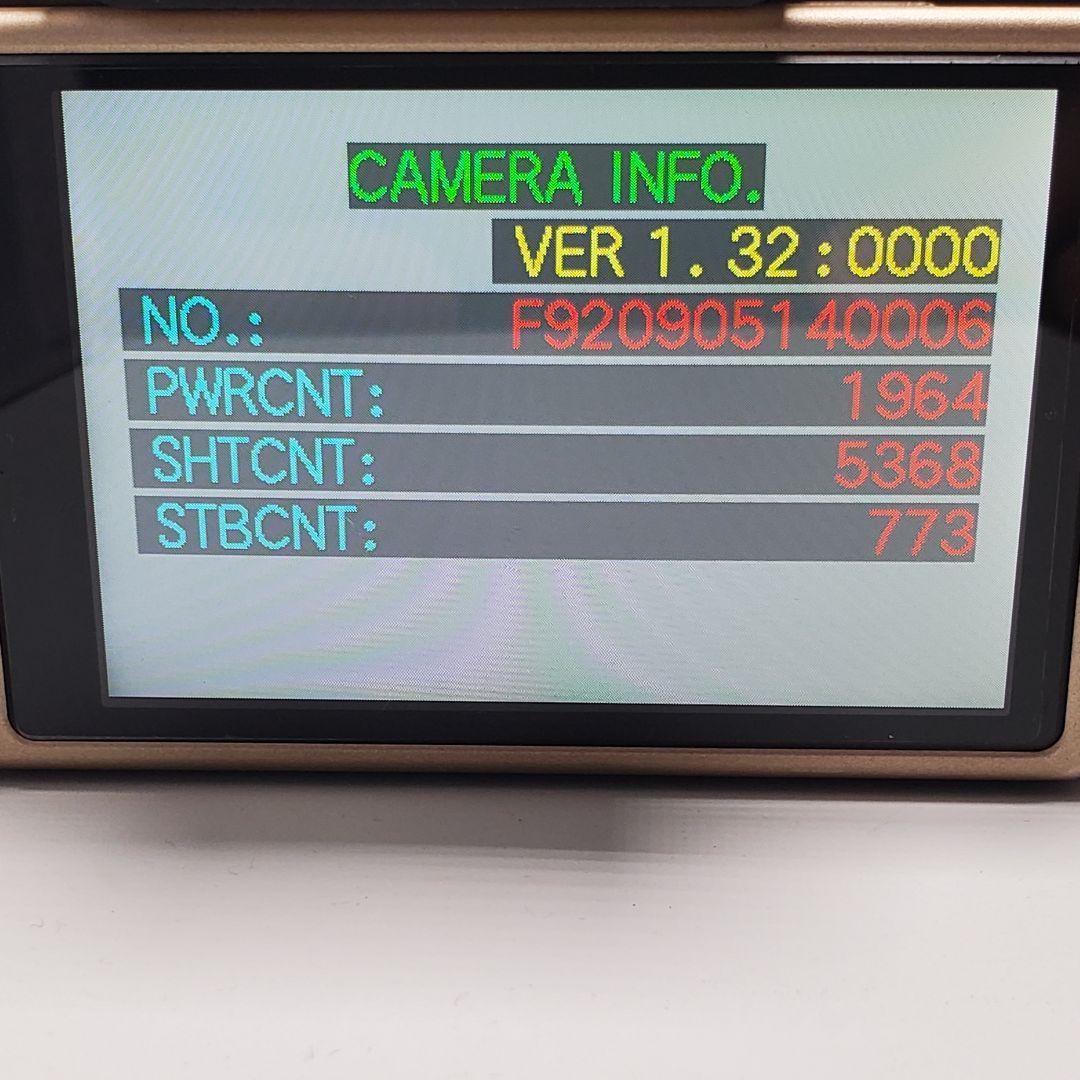 CAMERA INFO.
VER 1.32:0000
NO.: F920905140006
PWRCNT: 1964
SHTCNT: 5368
STBCNT: 773